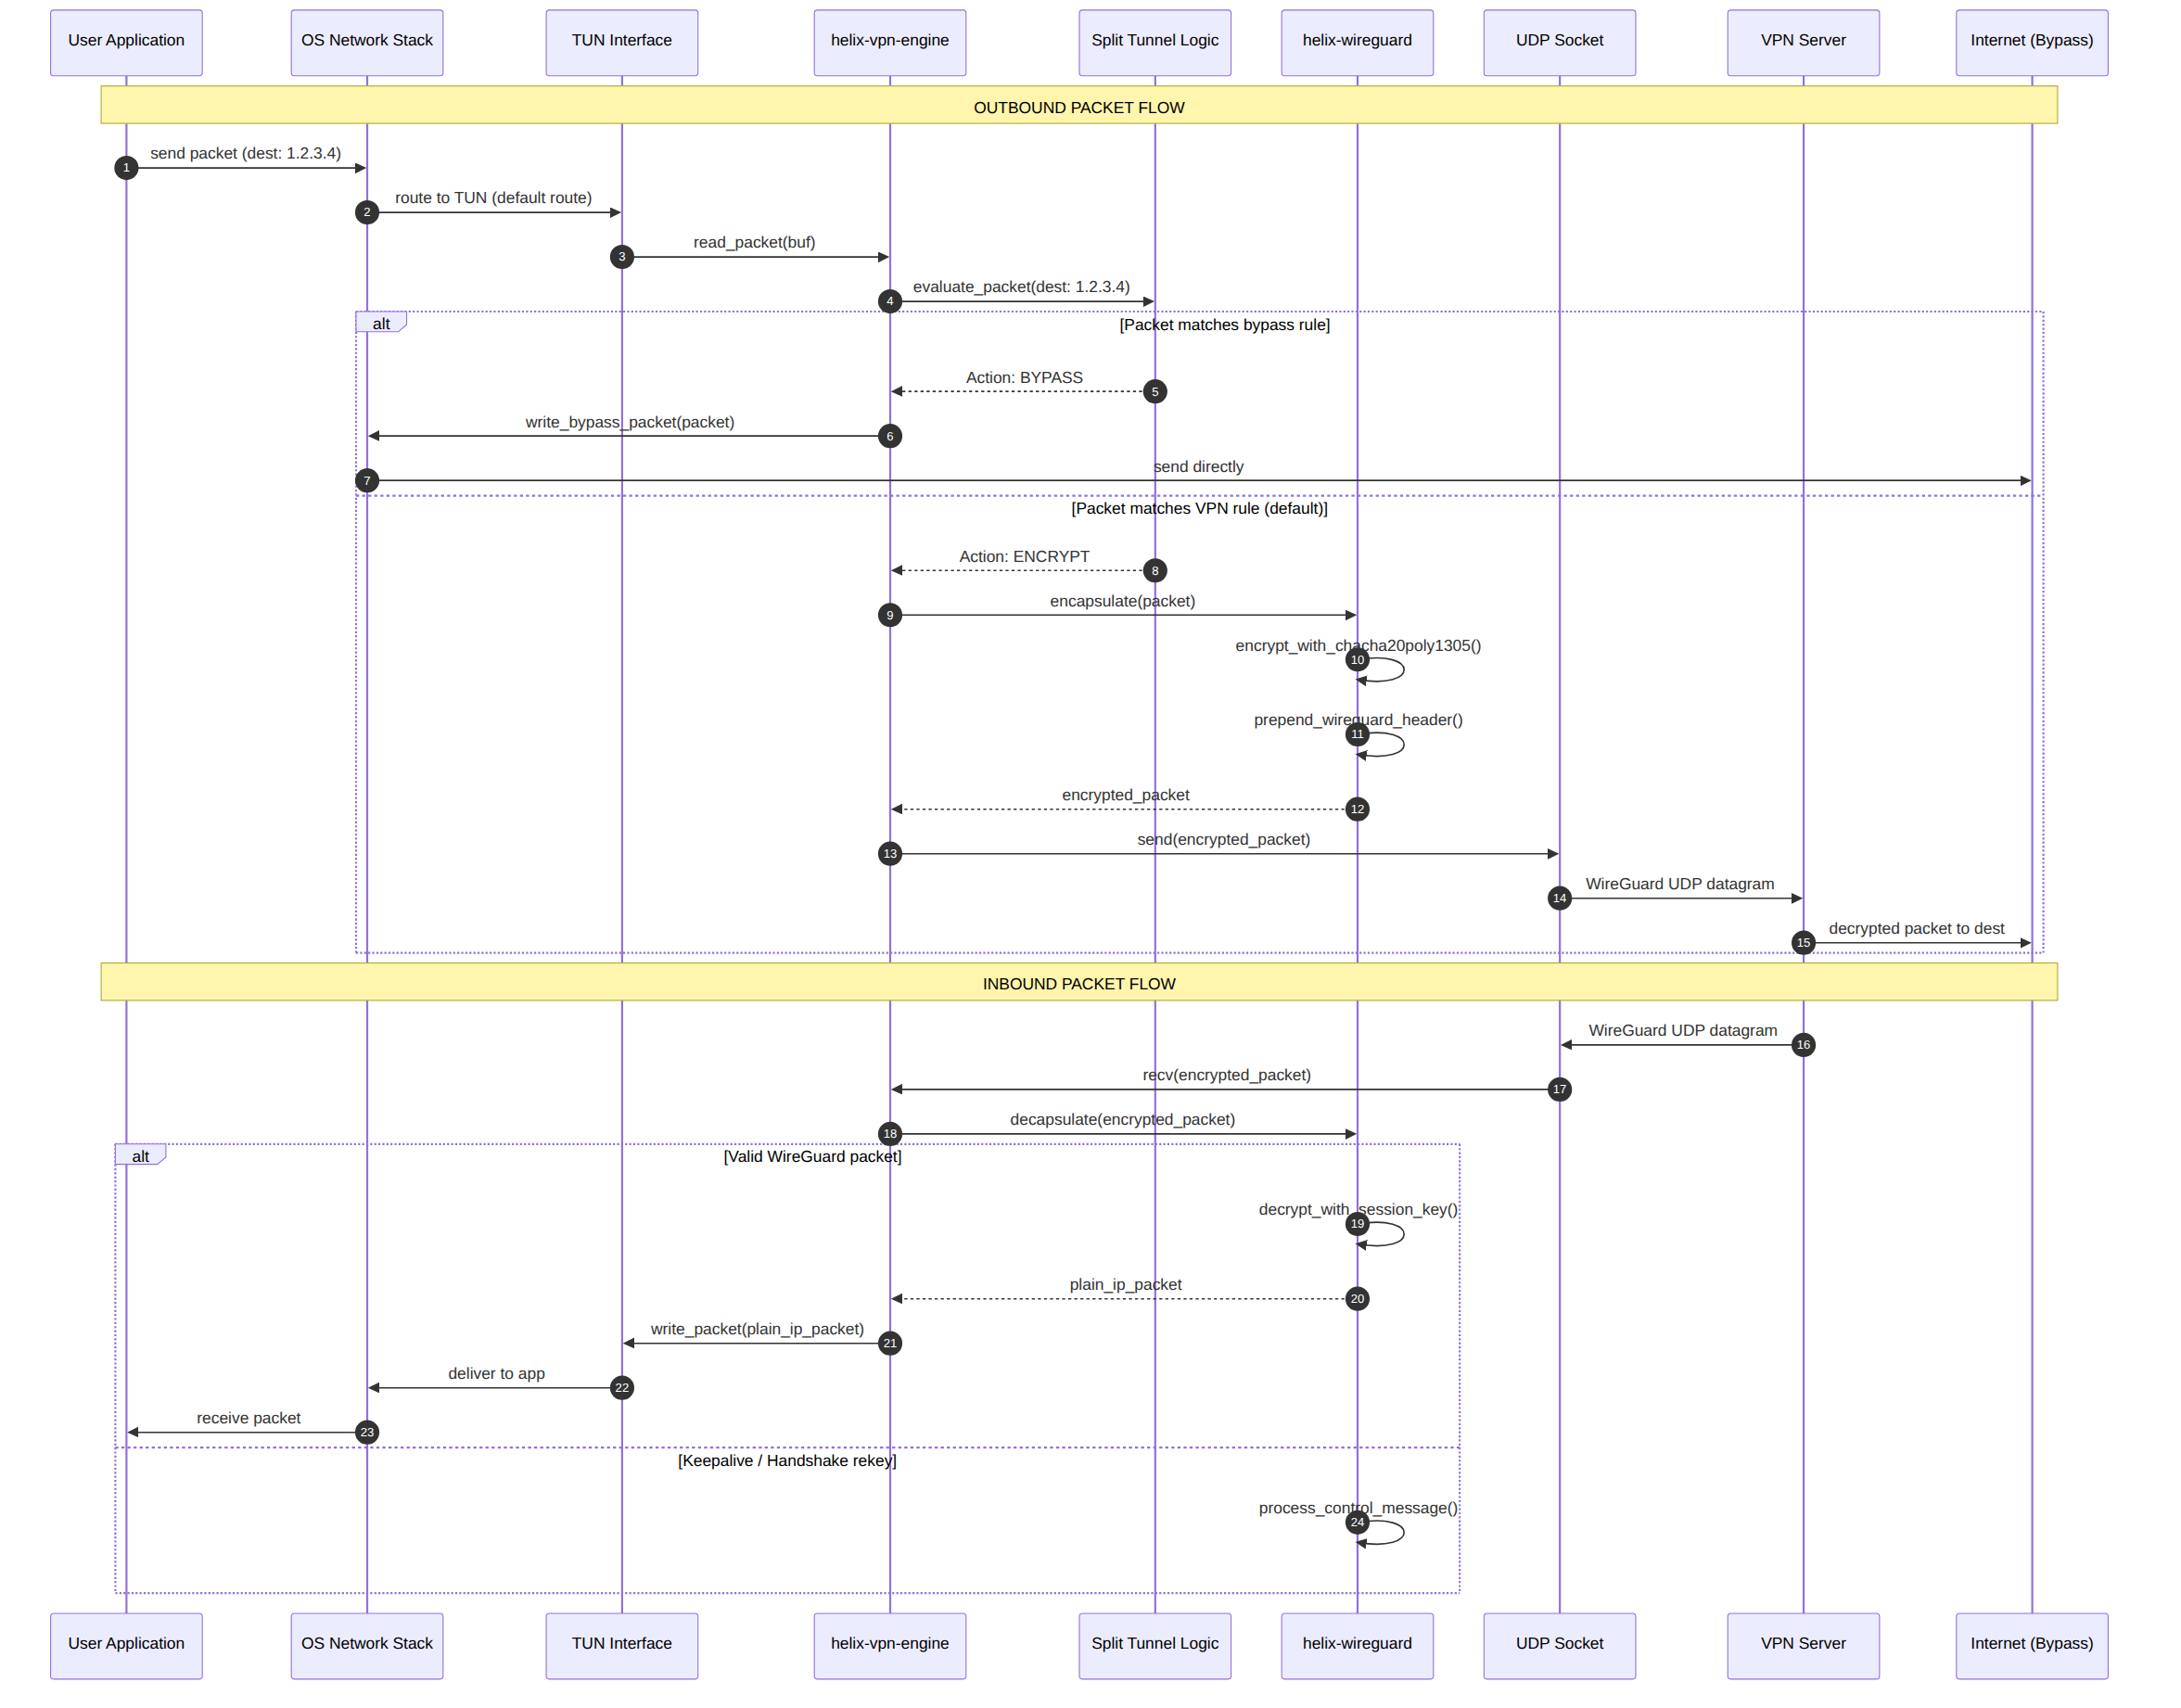 User Application
OS Network Stack
TUN Interface
helix-vpn-engine
Split Tunnel Logic
helix-wireguard
UDP Socket
VPN Server
Internet (Bypass)
OUTBOUND PACKET FLOW
send packet (dest: 1.2.3.4)
1
route to TUN (default route)
2
read_packet(buf)
3
evaluate_packet(dest: 1.2.3.4)
4
alt
[Packet matches bypass rule]
Action: BYPASS
5
write_bypass_packet(packet)
6
send directly
7
[Packet matches VPN rule (default)]
Action: ENCRYPT
8
encapsulate(packet)
9
encrypt_with_chacha20poly1305()
10
prepend_wireguard_header()
11
encrypted_packet
12
send(encrypted_packet)
13
WireGuard UDP datagram
14
decrypted packet to dest
15
INBOUND PACKET FLOW
WireGuard UDP datagram
16
recv(encrypted_packet)
17
decapsulate(encrypted_packet)
18
alt
[Valid WireGuard packet]
decrypt_with_session_key()
19
plain_ip_packet
20
write_packet(plain_ip_packet)
21
deliver to app
22
receive packet
23
[Keepalive / Handshake rekey]
process_control_message()
24
User Application
OS Network Stack
TUN Interface
helix-vpn-engine
Split Tunnel Logic
helix-wireguard
UDP Socket
VPN Server
Internet (Bypass)